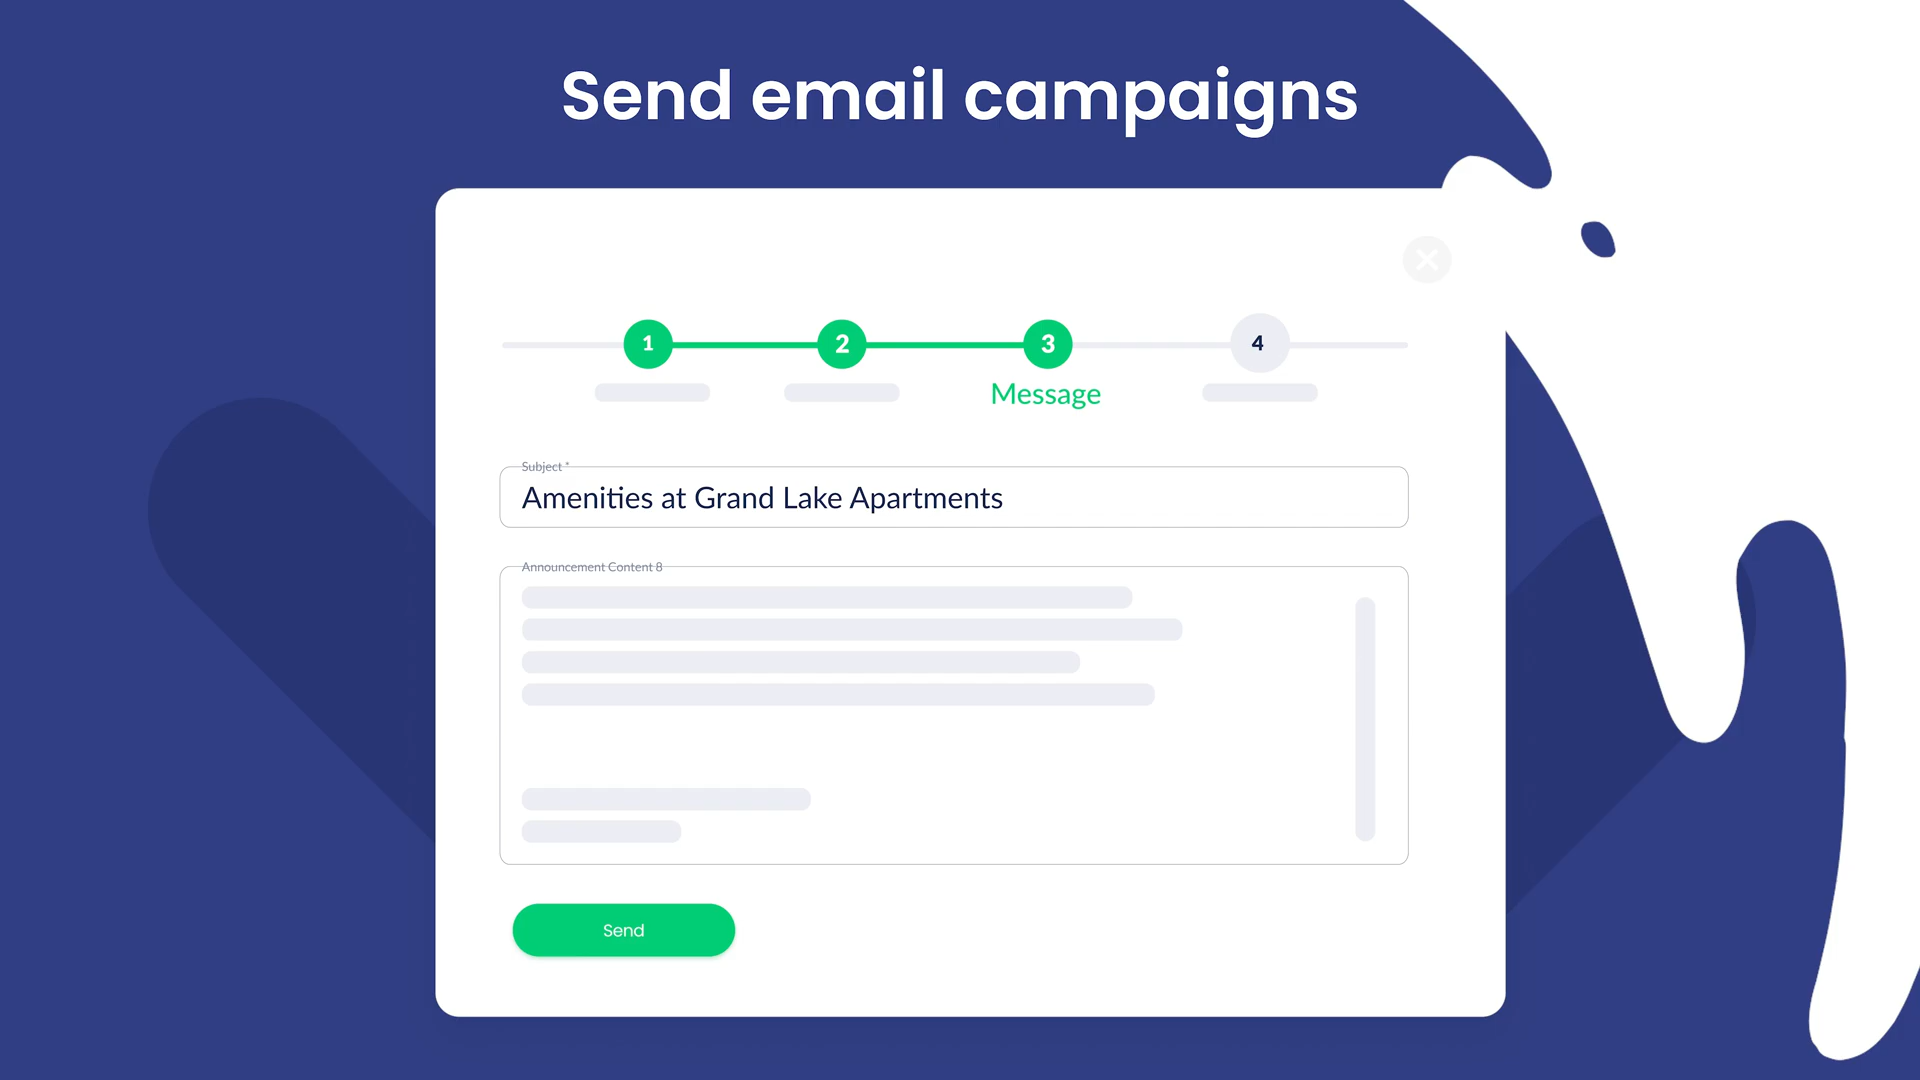 Send email campaigns
1
2
3
4
Message
Subject *
Amenities at Grand Lake Apartments
Announcement Content 8
Send